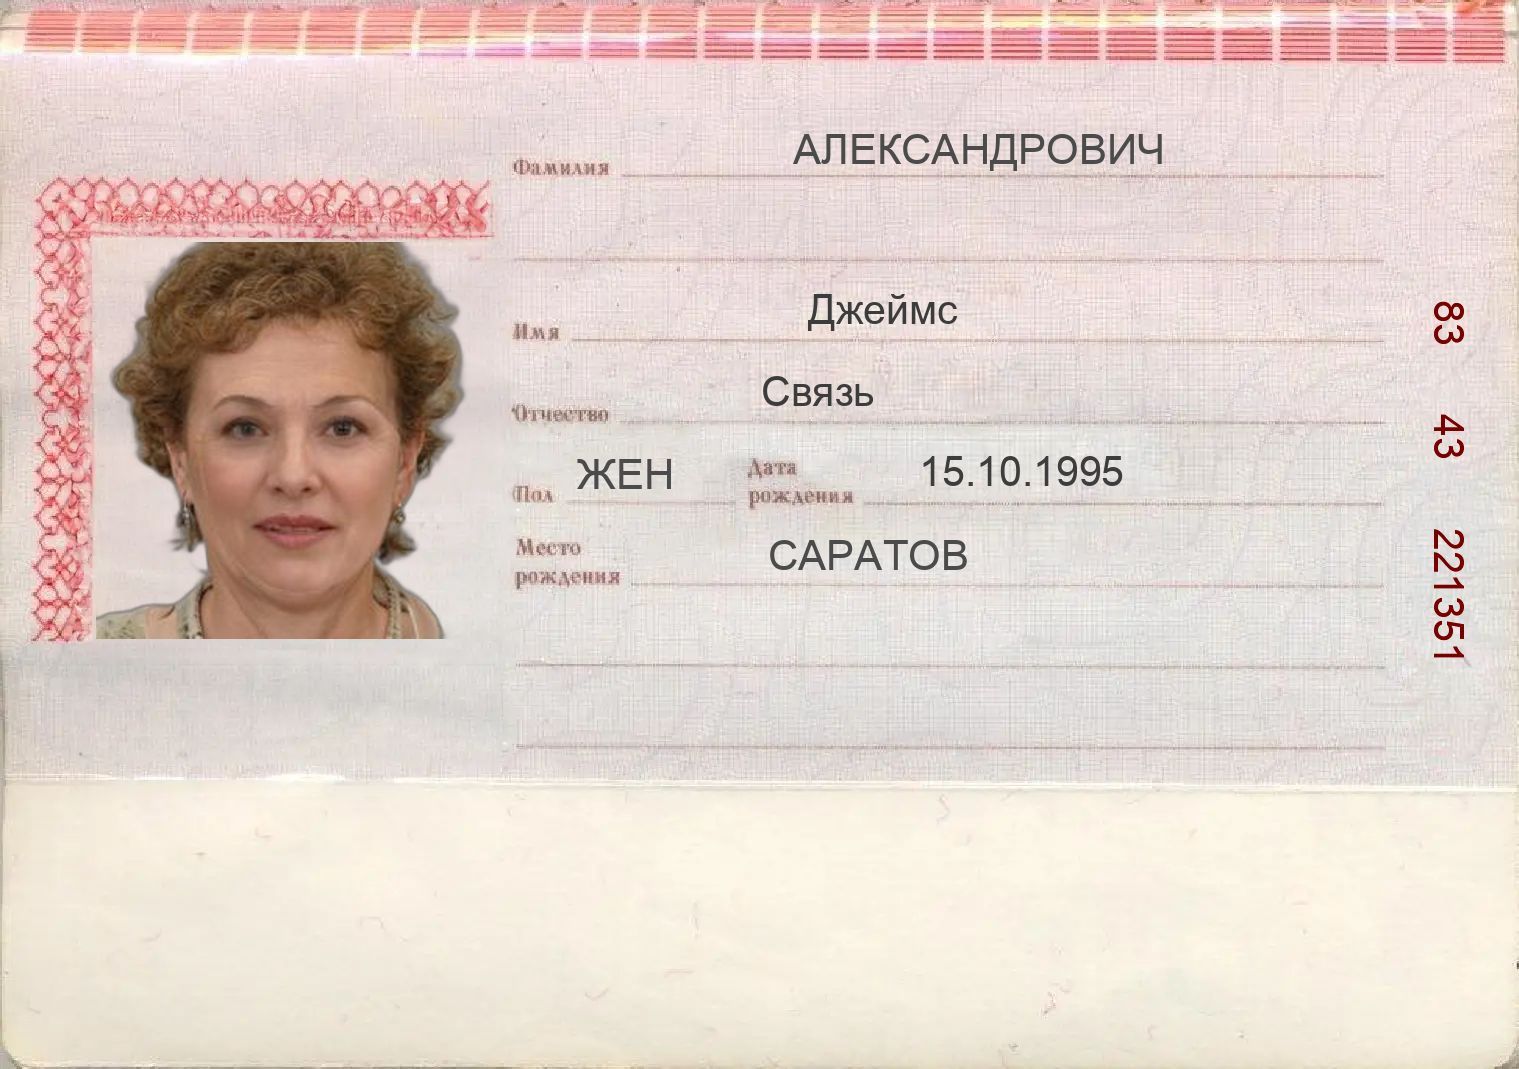 Фамилия АЛЕКСАНДРОВИЧ
Имя Джеймс
Отчество Связь
Пол ЖЕН Дата рождения 15.10.1995
Место рождения САРАТОВ
83 43 221351